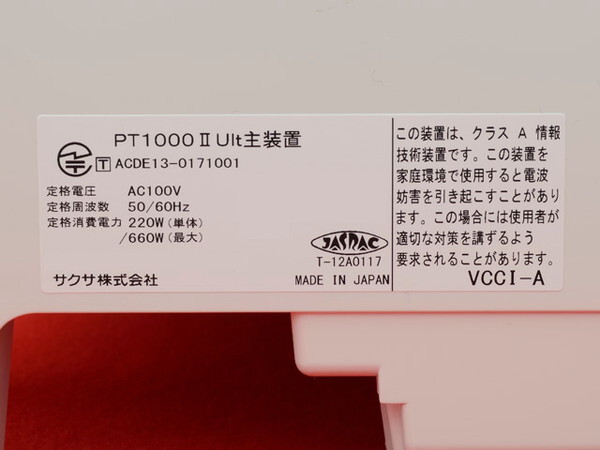 PT1000ⅡUlt主装置
T ACDE13-0171001
定格電圧 AC100V
定格周波数 50/60Hz
定格消費電力 220W(単体)
/660W(最大)
JASRAC
T-12A0117
サクサ株式会社 MADE IN JAPAN
この装置は、クラス A 情報
技術装置です。この装置を
家庭環境で使用すると電波
妨害を引き起こすことがあり
ます。この場合には使用者が
適切な対策を講ずるよう
要求されることがあります。
VCCI-A